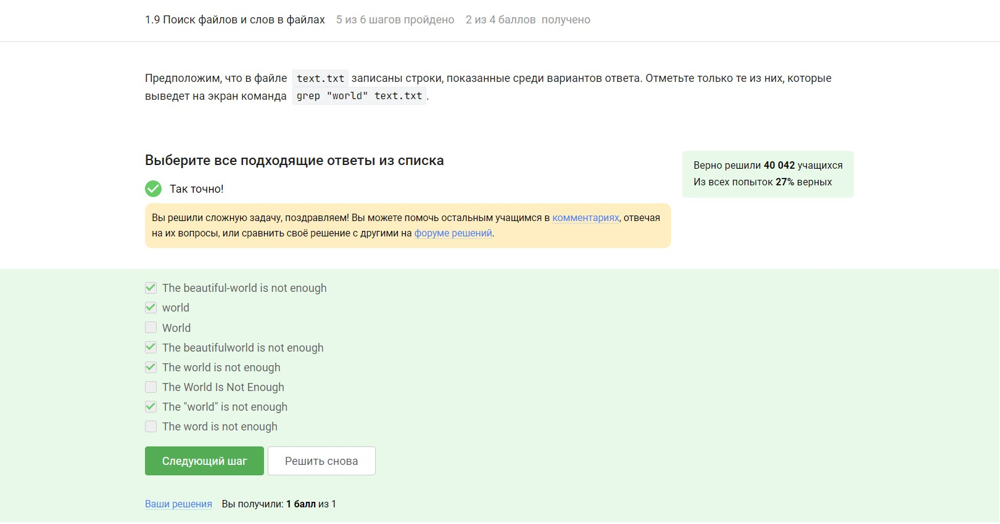 1.9 Поиск файлов и слов в файлах 5 из 6 шагов пройдено 2 из 4 баллов получено
Предположим, что в файле text.txt записаны строки, показанные среди вариантов ответа. Отметьте только те из них, которые
выведет на экран команда grep "world" text.txt.
Выберите все подходящие ответы из списка
Верно решили 40 042 учащихся
Из всех попыток 27% верных
Так точно!
Вы решили сложную задачу, поздравляем! Вы можете помочь остальным учащимся в комментариях, отвечая
на их вопросы, или сравнить своё решение с другими на форуме решений.
The beautiful-world is not enough
world
World
The beautifulworld is not enough
The world is not enough
The World Is Not Enough
The "world" is not enough
The word is not enough
Следующий шаг Решить снова
Ваши решения Вы получили: 1 балл из 1